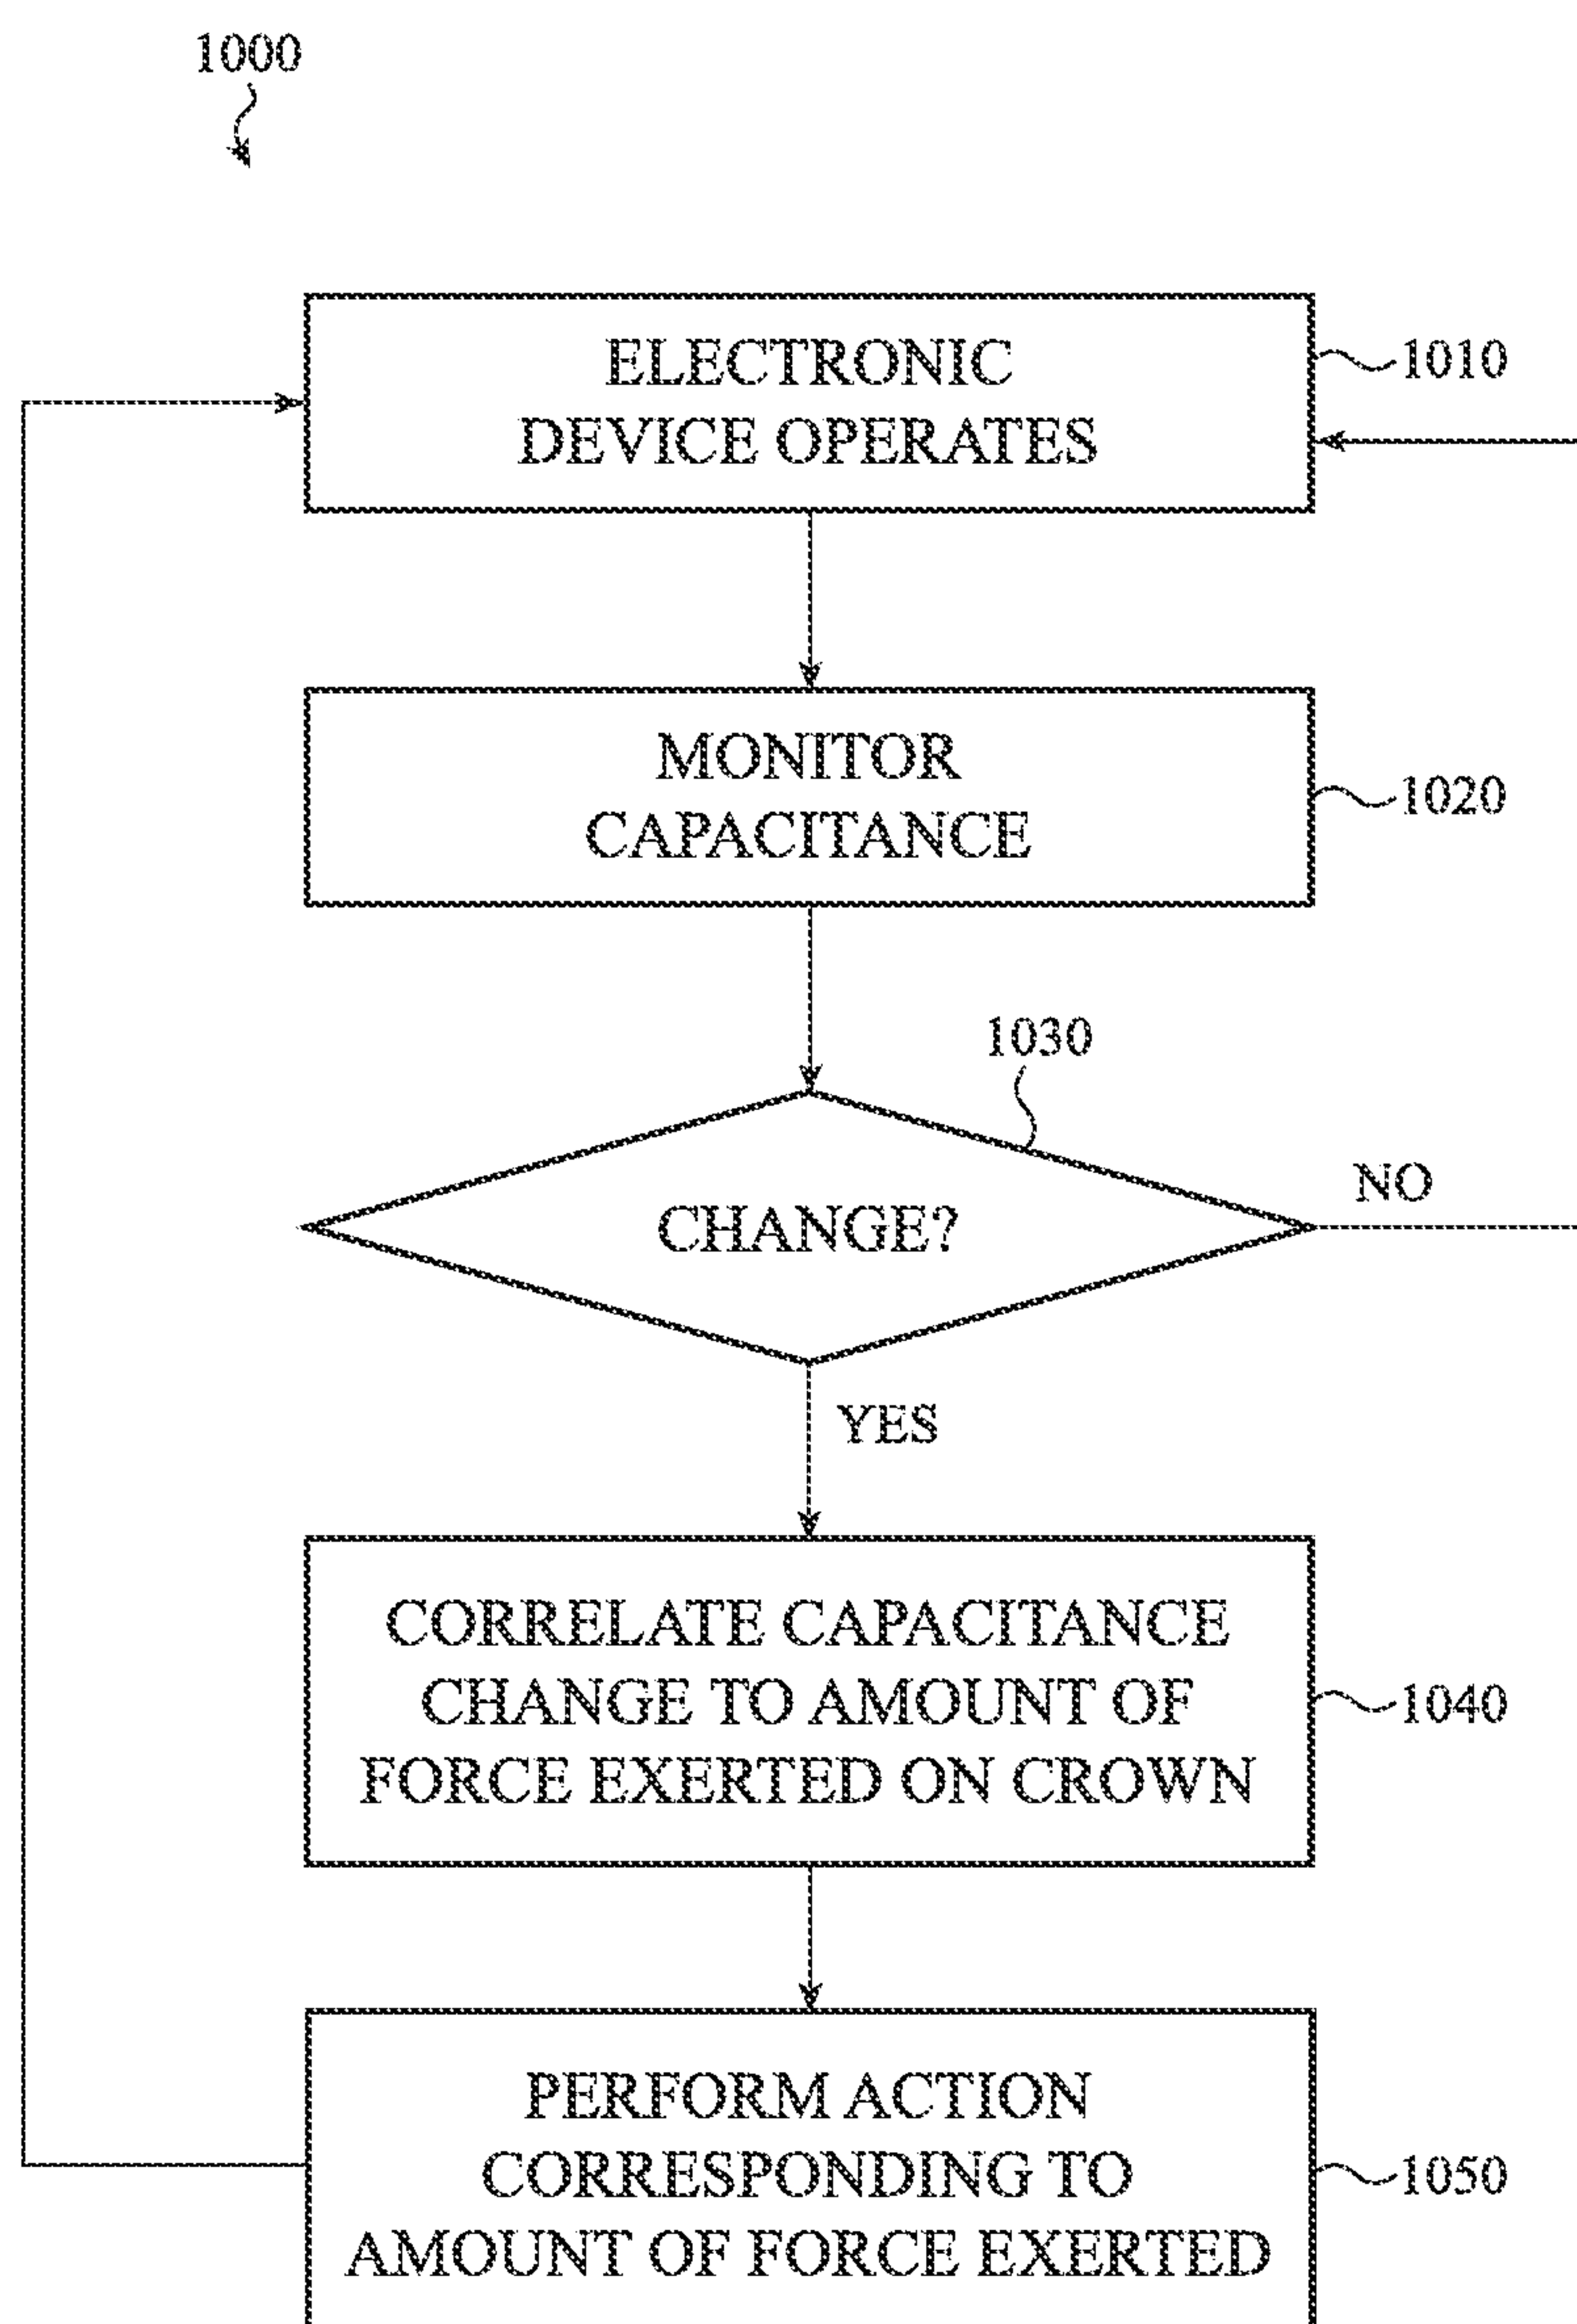 1000
ELECTRONIC
DEVICE OPERATES
1010
MONITOR
CAPACITANCE
1020
1030
CHANGE?
NO
YES
CORRELATE CAPACITANCE
CHANGE TO AMOUNT OF
FORCE EXERTED ON CROWN
1040
PERFORM ACTION
CORRESPONDING TO
AMOUNT OF FORCE EXERTED
1050